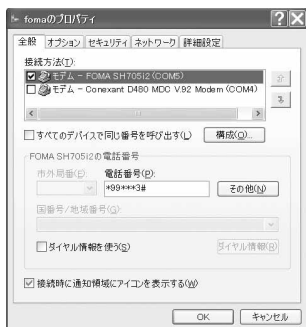 fomaのプロパティ
全般 オプション セキュリティ ネットワーク 詳細設定
接続方法(T):
モデム - FOMA SH705i2 (COM5)
モデム - Conexant D480 MDC V.92 Modem (COM4)
すべてのデバイスで同じ番号を呼び出す(L) 構成(O)...
FOMA SH705i2の電話番号
市外局番(E): 電話番号(P):
*99***3# その他(N)
国番号/地域番号(G):
ダイヤル情報を使う(S) ダイヤル情報(R)
接続時に通知領域にアイコンを表示する(W)
OK キャンセル